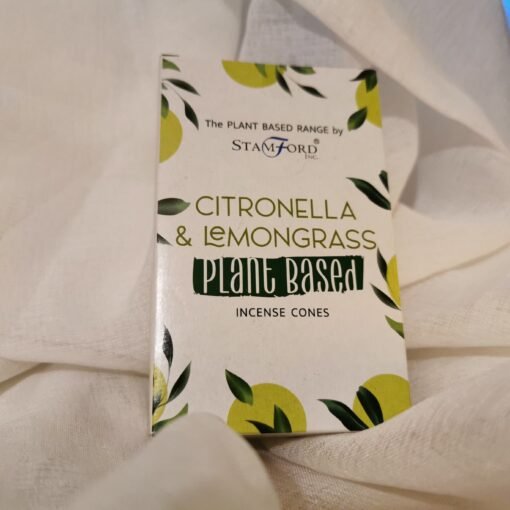 The PLANT BASED RANGE by
STAMFORD®
INC.
CITRONELLA
& LeMONGRASS
PLANT BASED
INCENSE CONES